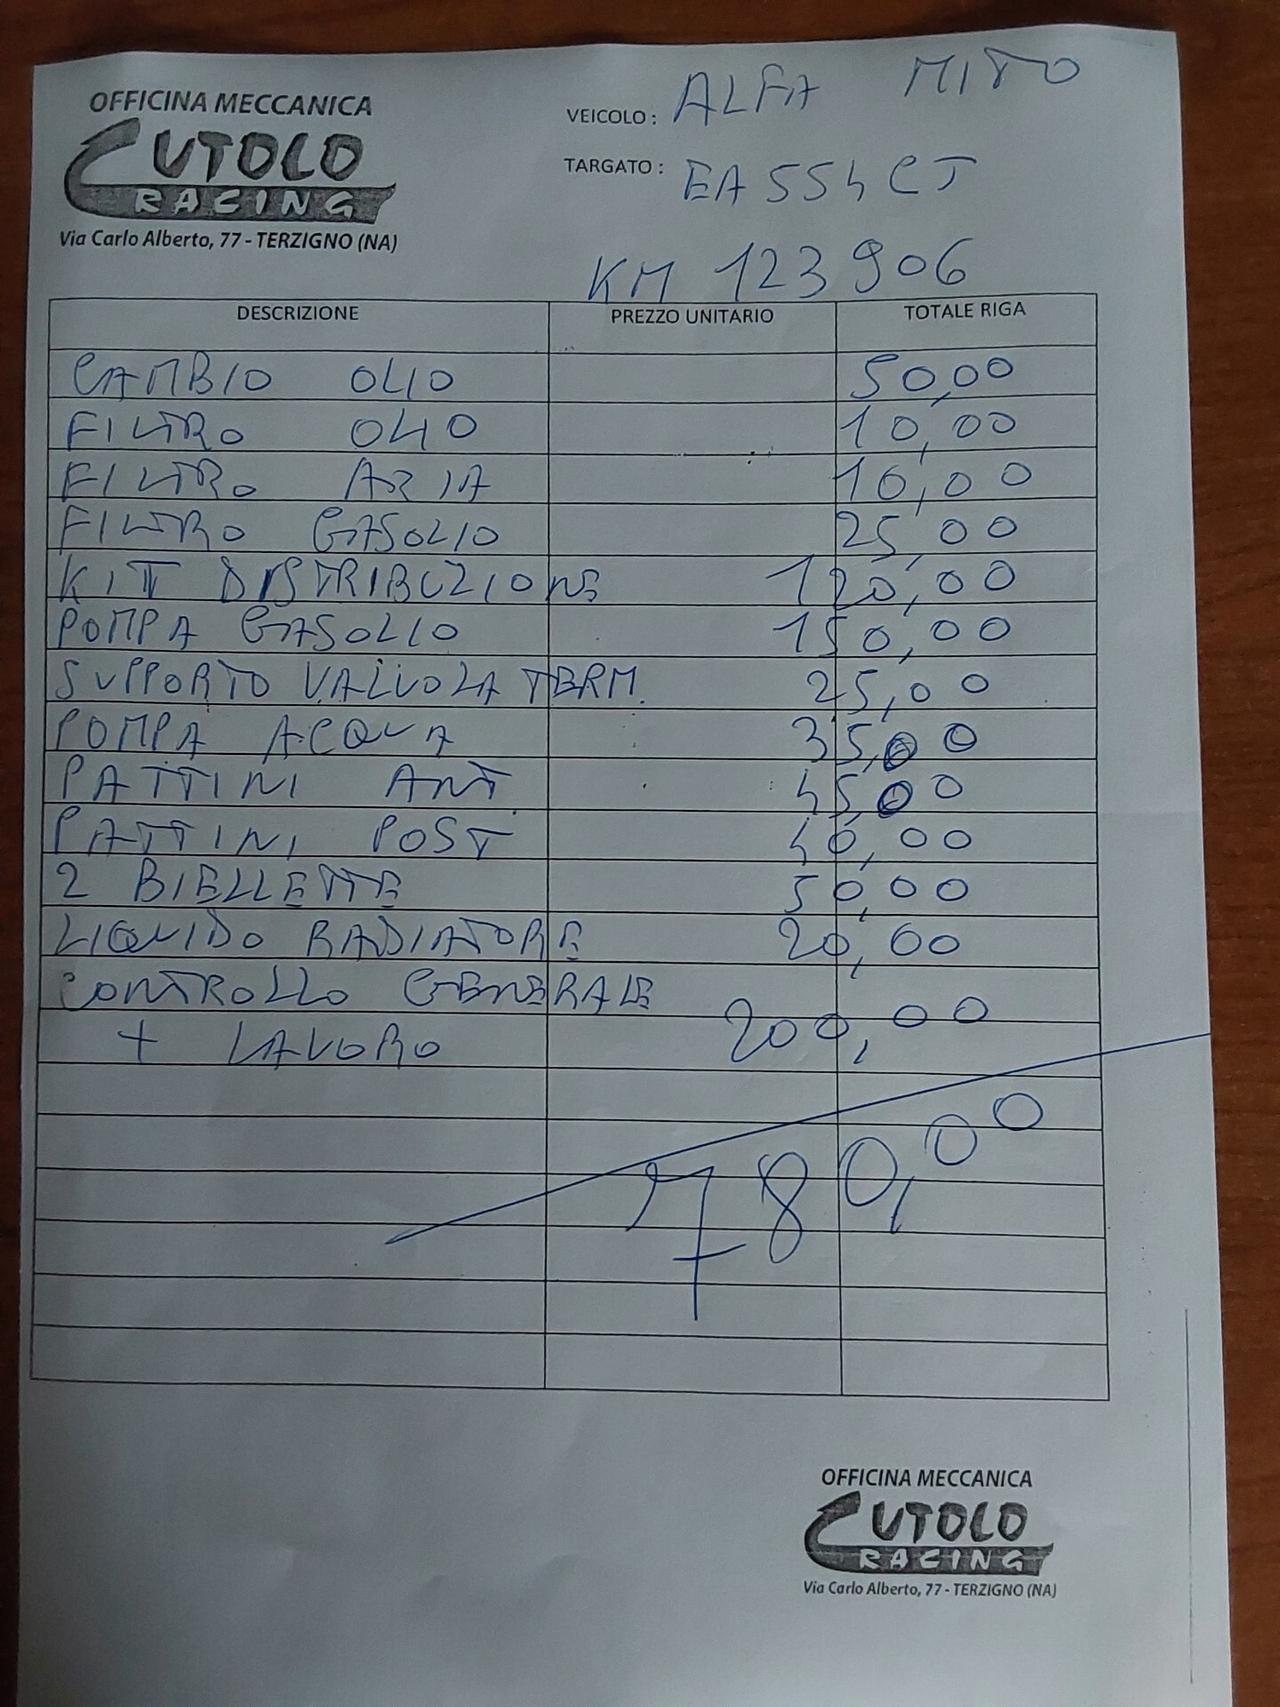 OFFICINA MECCANICA
CUTOLO
RACING
Via Carlo Alberto, 77 - TERZIGNO (NA)
VEICOLO : ALFA MITO
TARGATO : EA554CJ
KM 123906
DESCRIZIONE PREZZO UNITARIO TOTALE RIGA
CAMBIO OLIO 50,00
FILTRO OLIO 10,00
FILTRO ARIA 10,00
FILTRO GASOLIO 25,00
KIT DISTRIBUZIONE 120,00
POMPA GASOLIO 150,00
SUPPORTO VALVOLA TERM. 25,00
POMPA ACQUA 35,00
PATTINI ANT 45,00
PATTINI POST 40,00
2 BIELLETTE 50,00
LIQUIDO RADIATORE 20,00
CONTROLLO GENERALE
+ LAVORO 200,00
780,00
OFFICINA MECCANICA
CUTOLO
RACING
Via Carlo Alberto, 77 - TERZIGNO (NA)